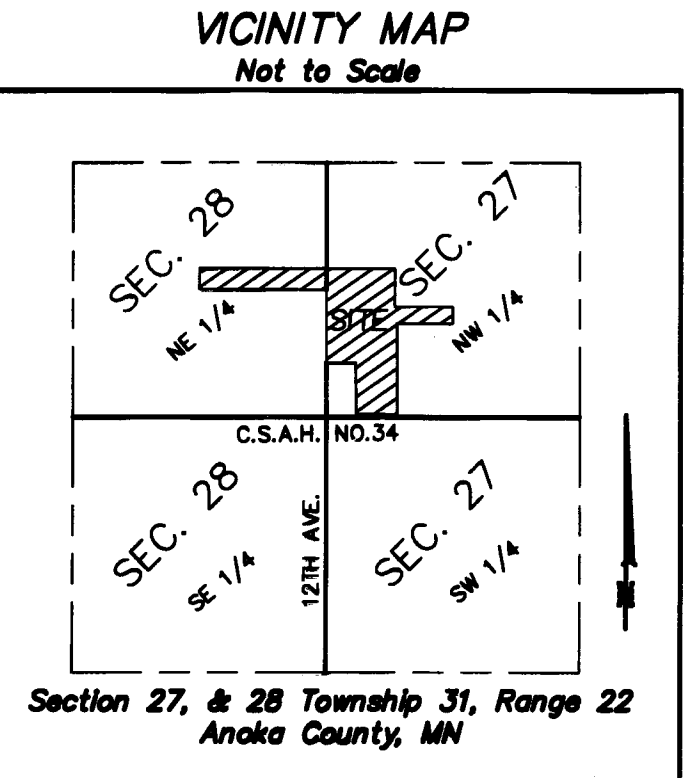 VICINITY MAP
Not to Scale
SEC. 28
NE 1/4
SEC. 27
NW 1/4
SITE
C.S.A.H. NO.34
SEC. 28
SE 1/4
12TH AVE.
SEC. 27
SW 1/4
Section 27, & 28 Township 31, Range 22
Anoka County, MN